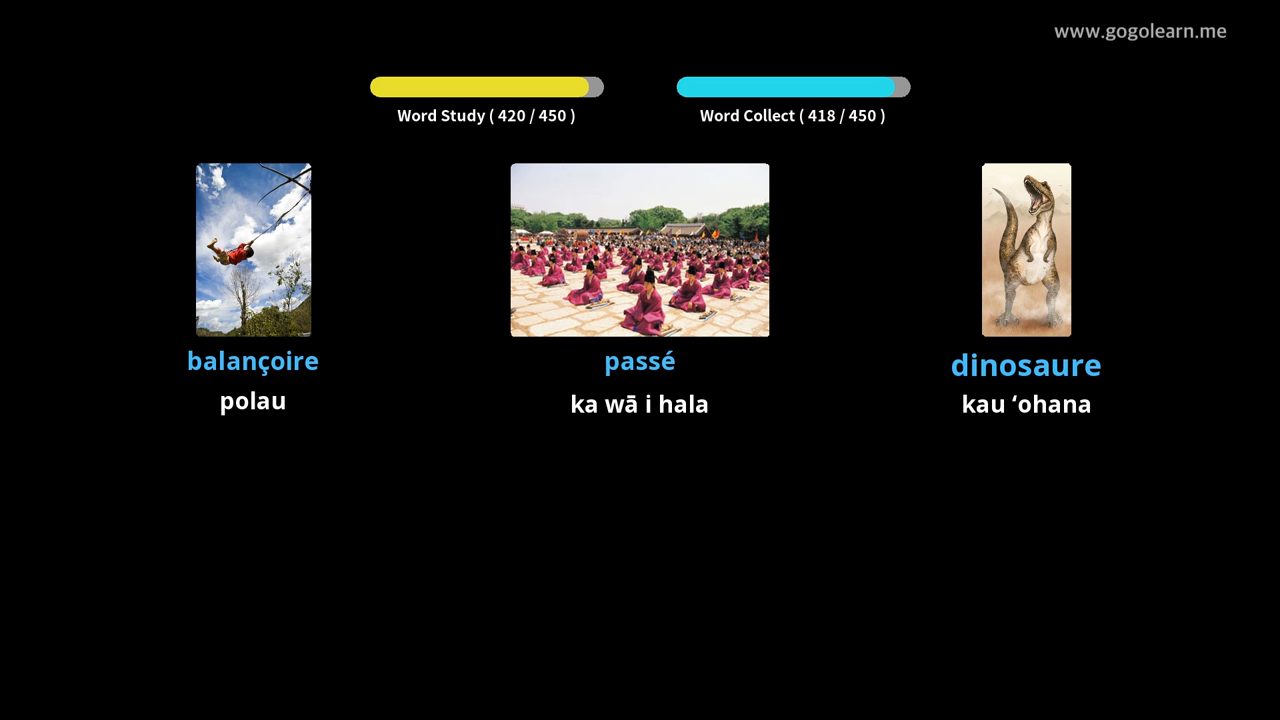 www.gogolearn.me
Word Study ( 420 / 450 )
Word Collect ( 418 / 450 )
balançoire
passé
dinosaure
polau
ka wā i hala
kau ʻohana